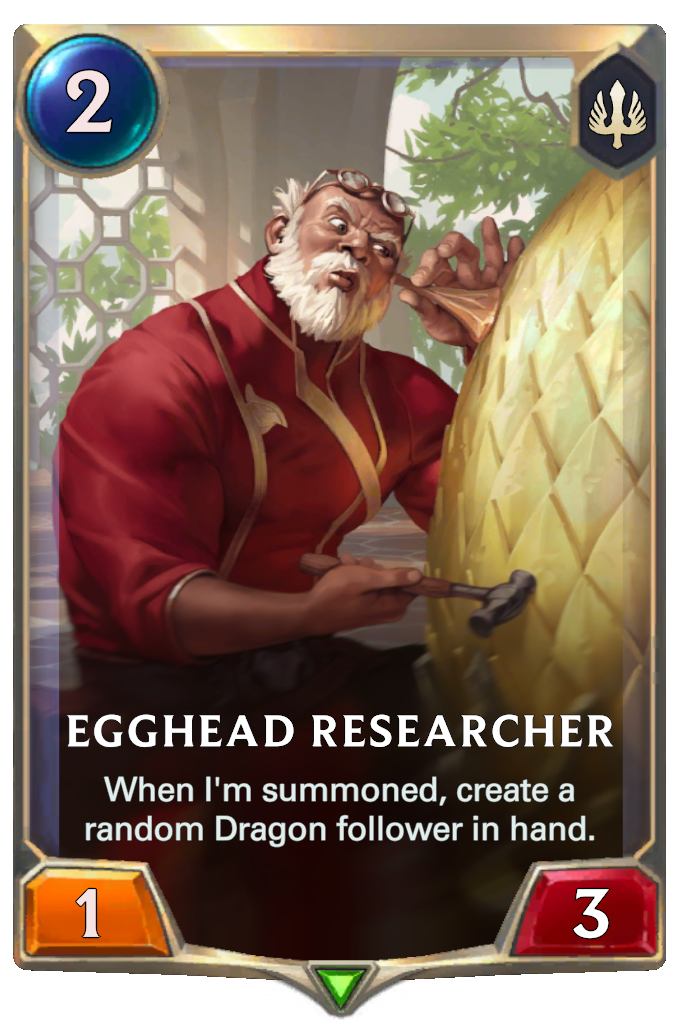 2
EGGHEAD RESEARCHER
When I'm summoned, create a
random Dragon follower in hand.
1
3